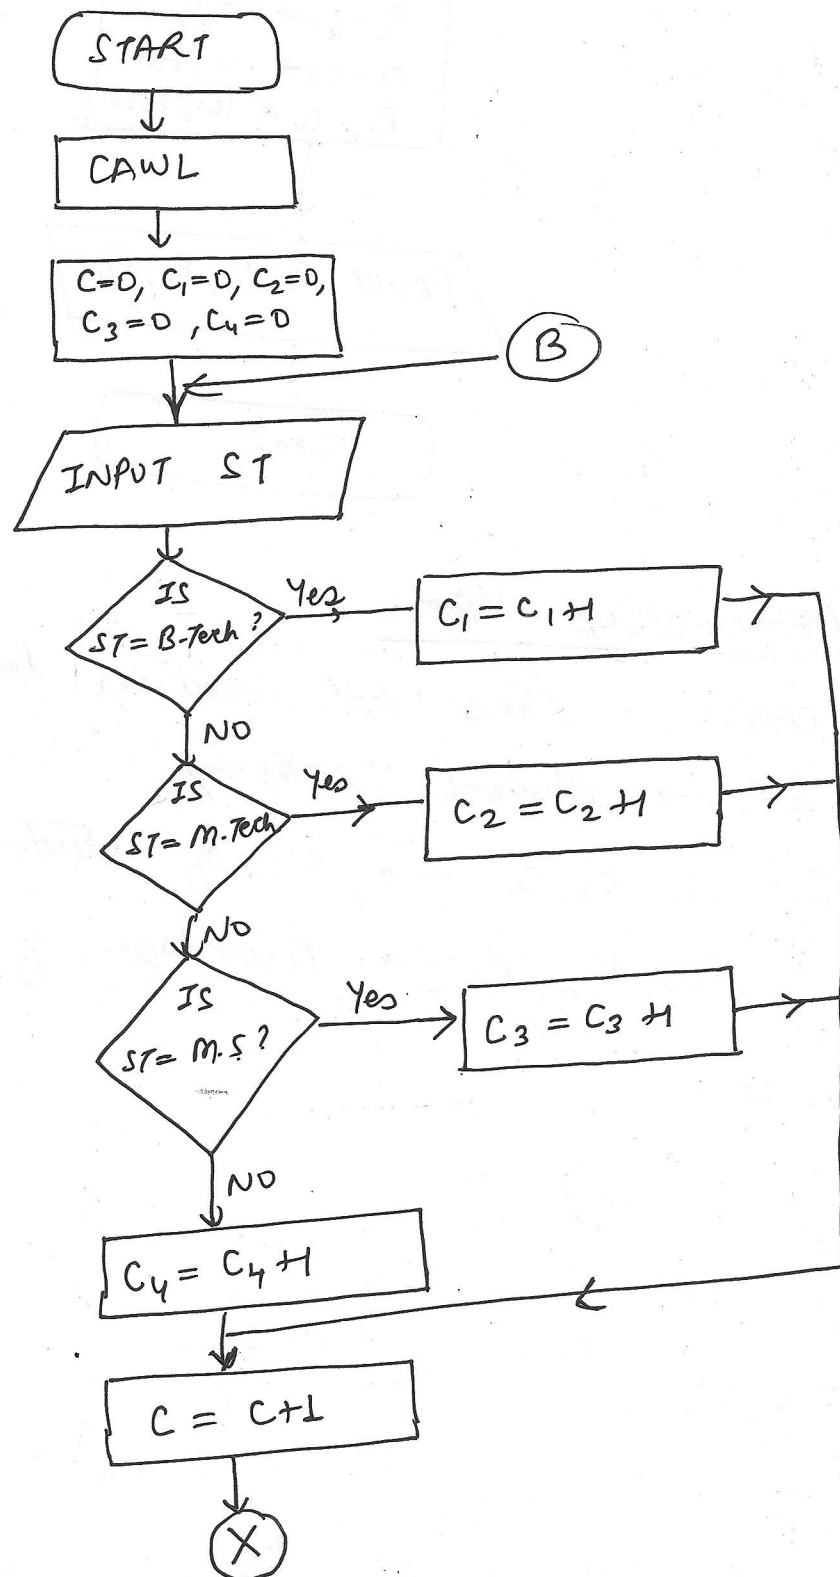 START
CAWL
C=0, C₁=0, C₂=0,
C₃=0 , C₄=0
B
INPUT ST
IS
ST= B-Tech ?
Yes
C₁ = C₁+1
NO
IS
ST= M.Tech
Yes
C₂ = C₂+1
NO
IS
ST= M.S ?
Yes
C₃ = C₃+1
NO
C₄ = C₄+1
C = C+1
X